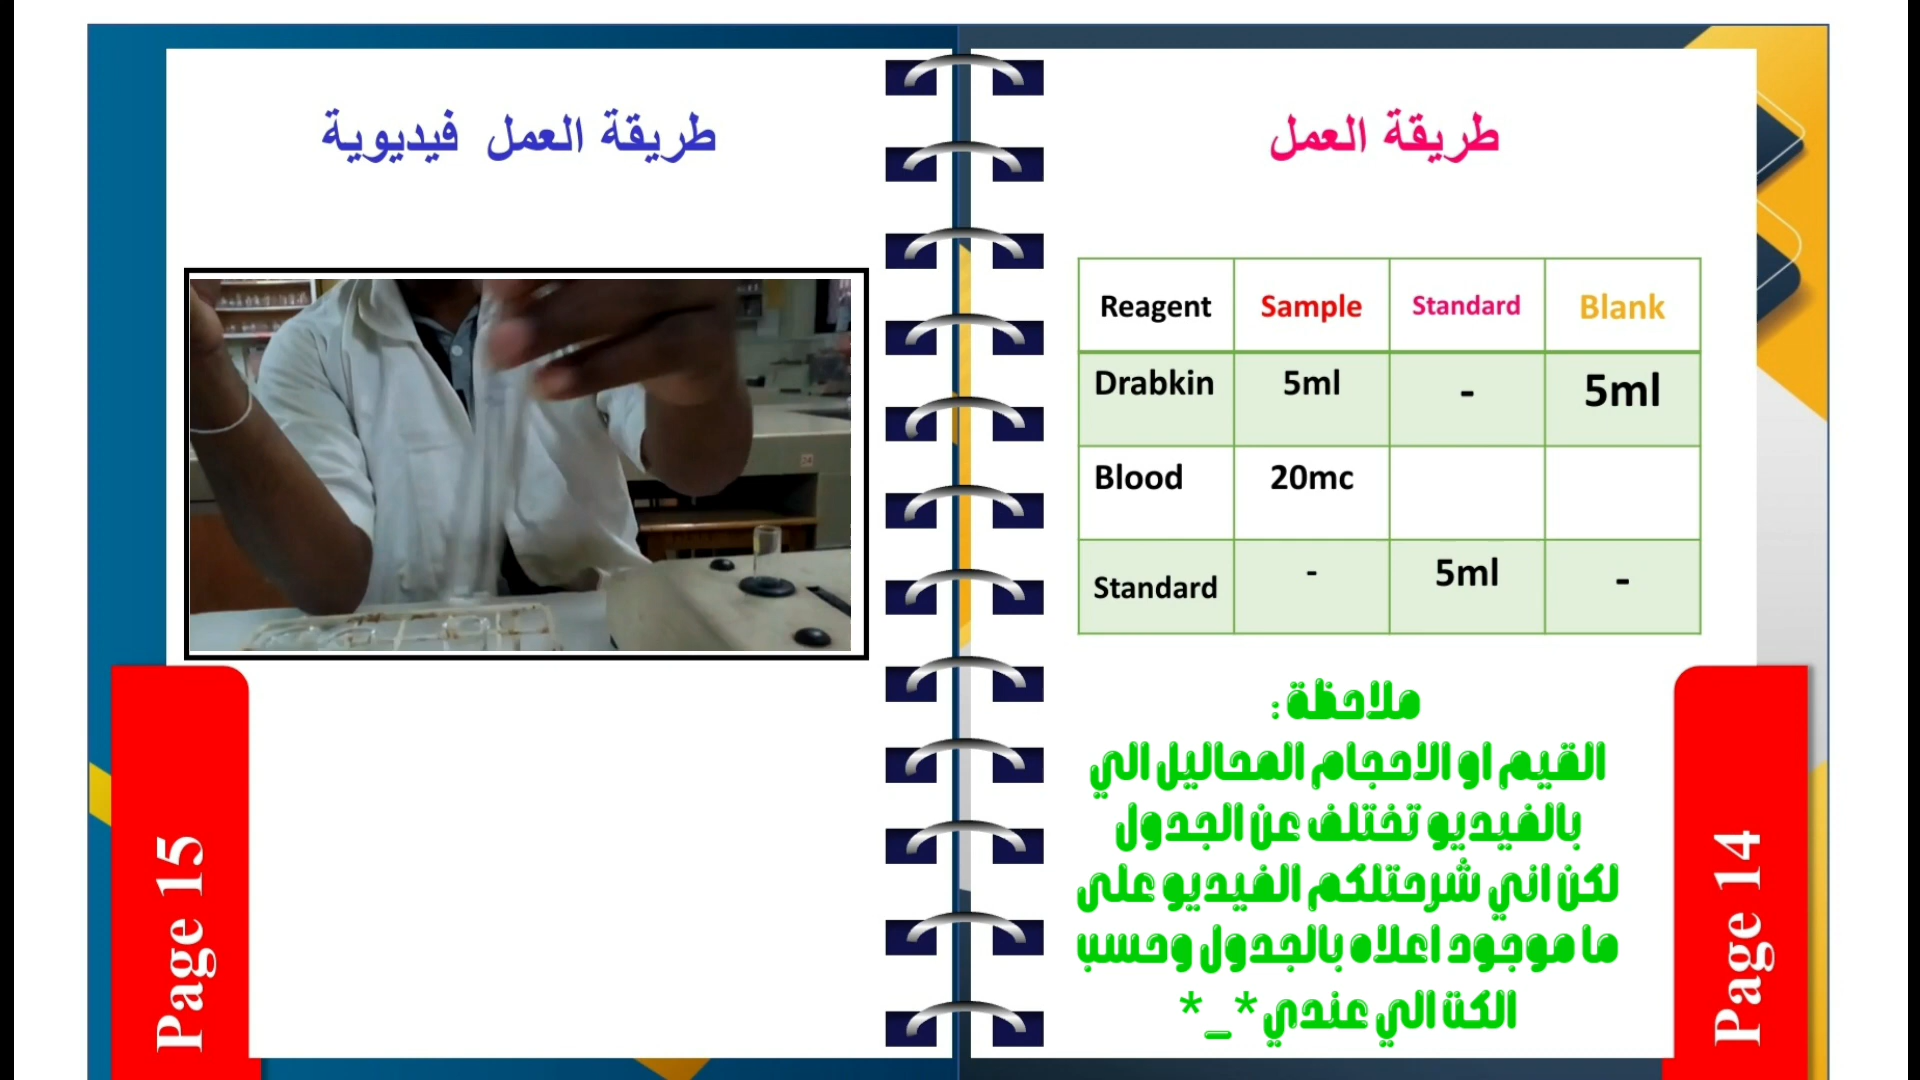 طريقة العمل
Reagent Sample Standard Blank
Drabkin 5ml - 5ml
Blood 20mc
Standard - 5ml -
ملاحظة :
القيم او الاحجام المحاليل الي
بالفيديو تختلف عن الجدول
لكن اني شرحتلكم الفيديو على
ما موجود اعلاه بالجدول وحسب
الكت الي عندي *_*
Page 14
طريقة العمل فيديوية
Page 15